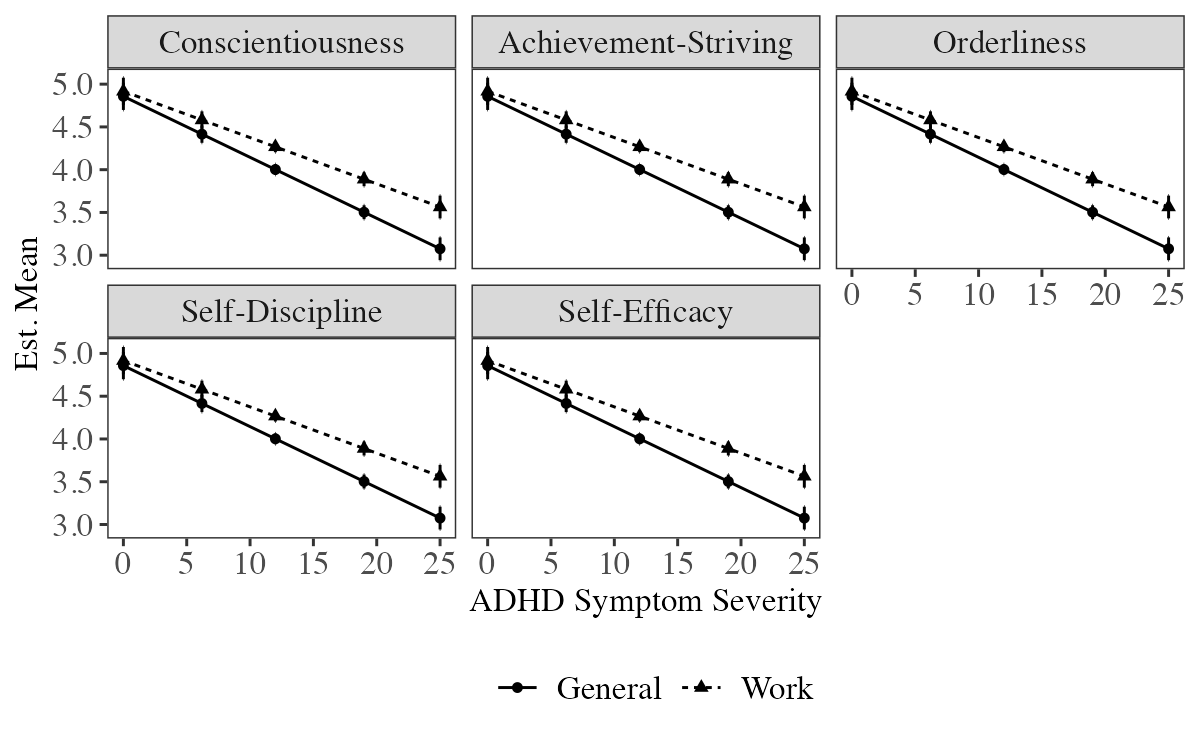 Conscientiousness
Achievement-Striving
Orderliness
5.0
4.5
4.0
3.5
3.0
0 5 10 15 20 25
Self-Discipline
Self-Efficacy
5.0
4.5
4.0
3.5
3.0
0 5 10 15 20 25
0 5 10 15 20 25
Est. Mean
ADHD Symptom Severity
General
Work